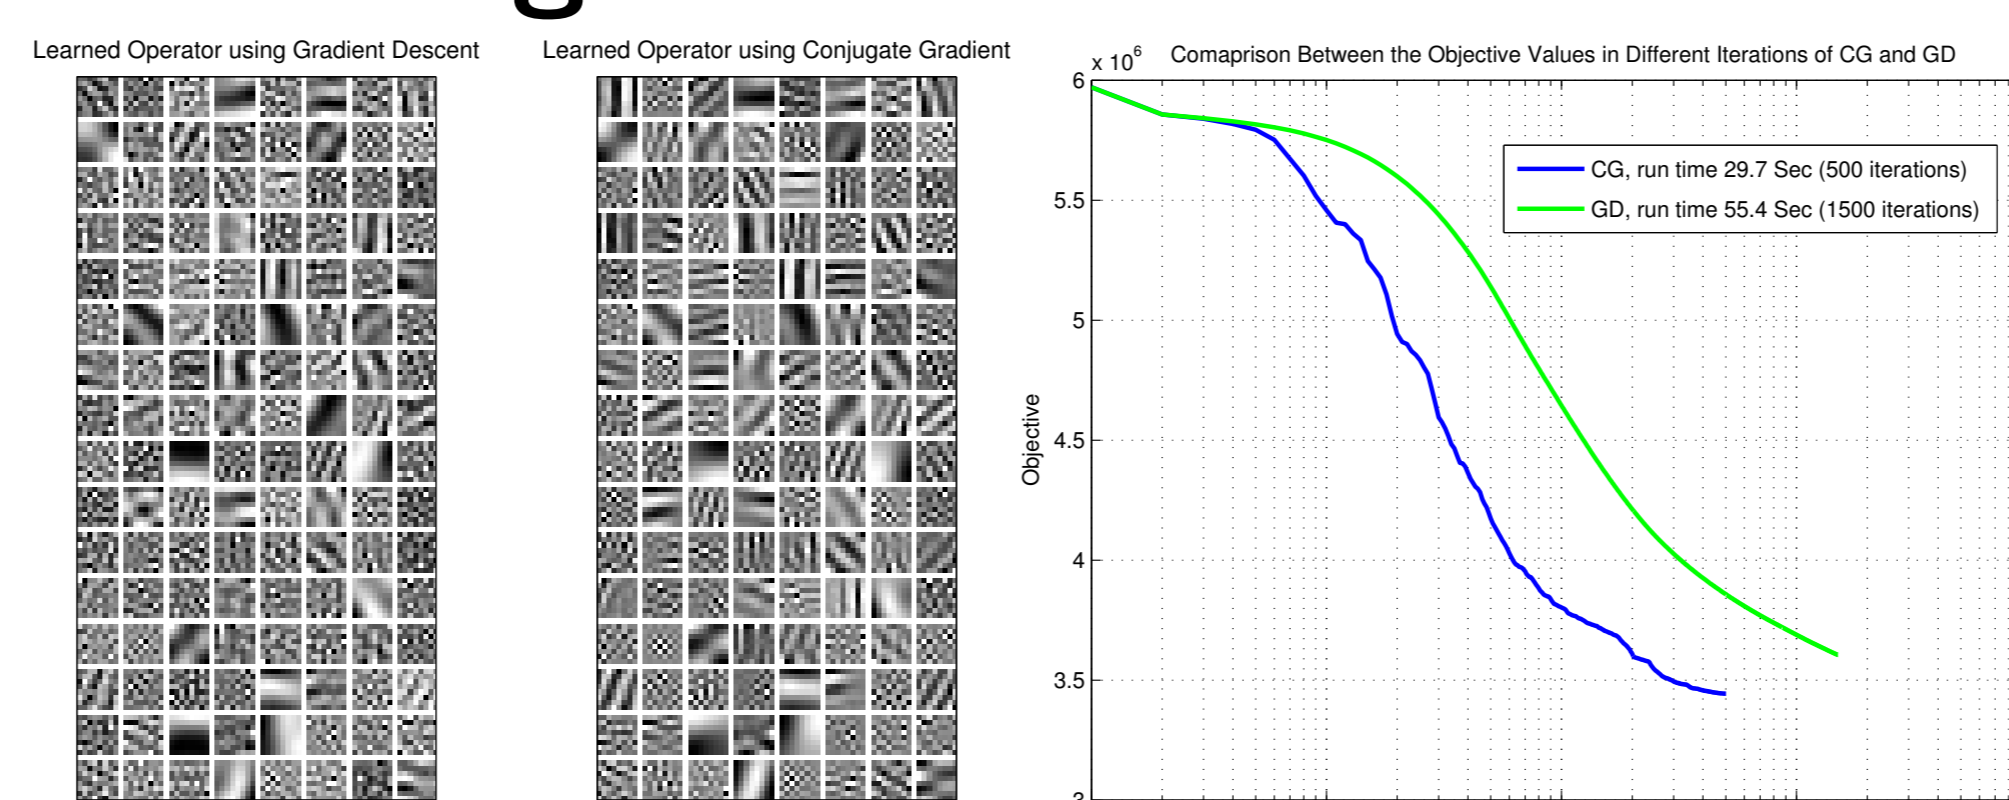 Learned Operator using Gradient Descent
Learned Operator using Conjugate Gradient
x 10^6
Comaprison Between the Objective Values in Different Iterations of CG and GD
6
5.5
5
4.5
4
3.5
Objective
CG, run time 29.7 Sec (500 iterations)
GD, run time 55.4 Sec (1500 iterations)